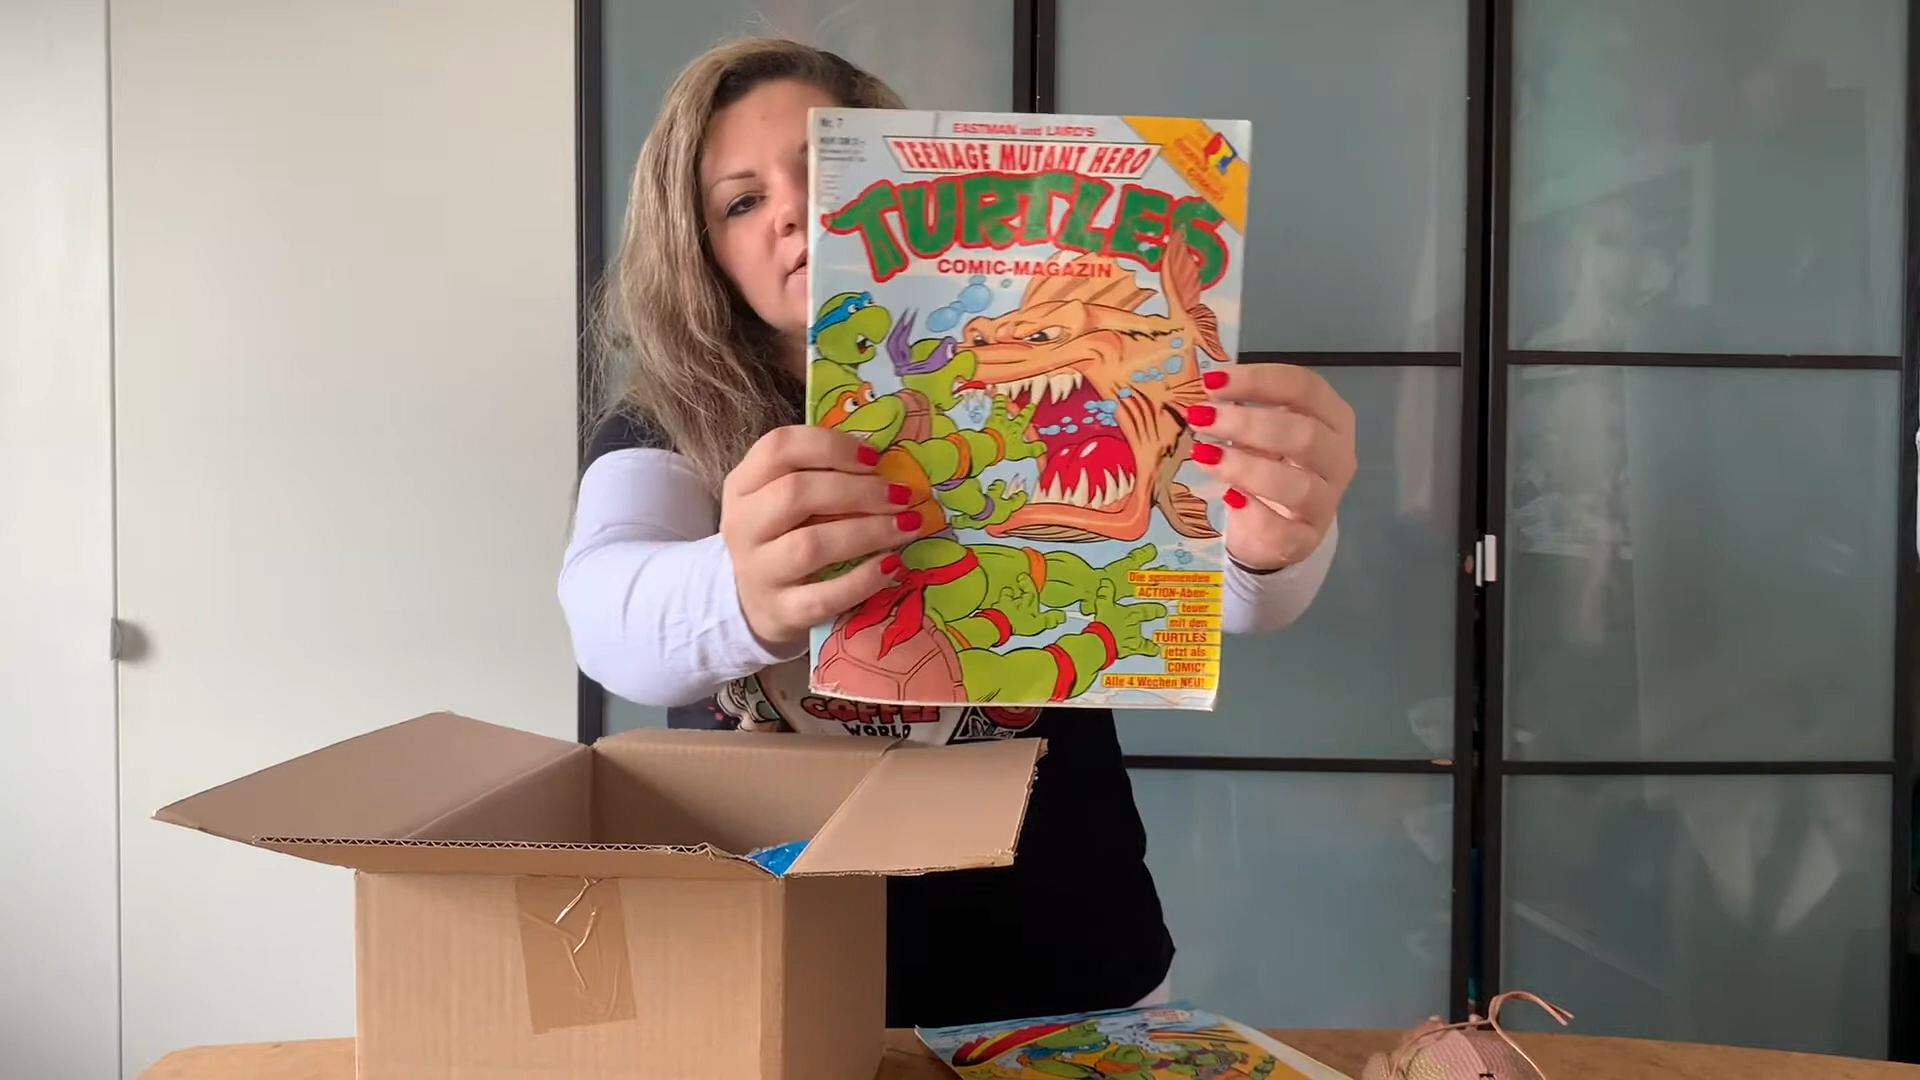 Nr. 7
EASTMAN und LAIRD'S
TEENAGE MUTANT HERO
TURTLES
COMIC-MAGAZIN
Die spannenden
ACTION-Aben-
teuer
mit den
TURTLES
jetzt als
COMIC!
Alle 4 Wochen NEU!
COFFEE
WORLD